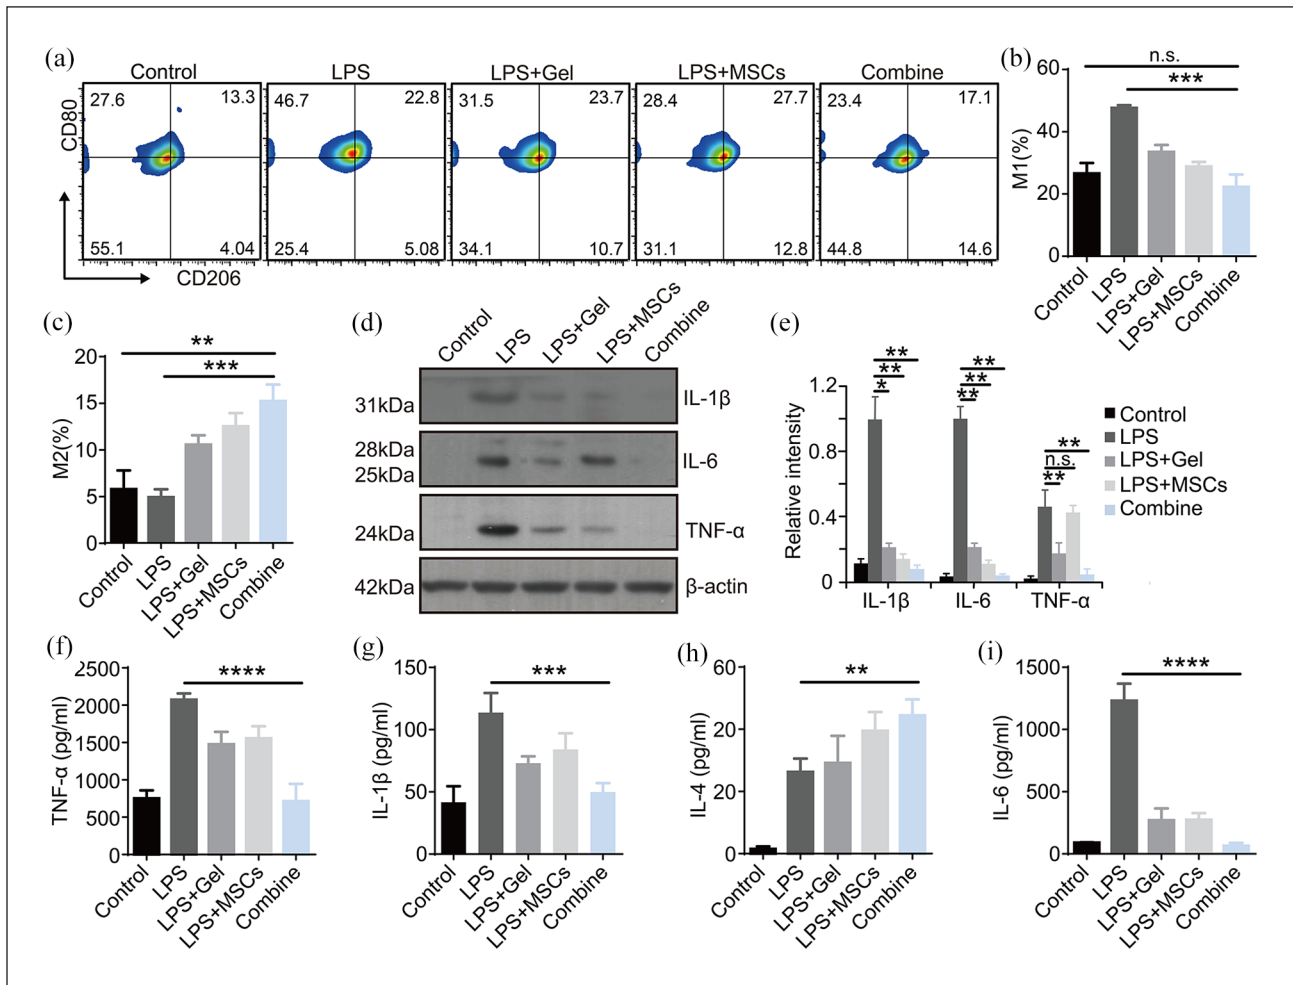 (a)
Control
LPS
LPS+Gel
LPS+MSCs
Combine
CD80
27.6 13.3
55.1 4.04
46.7 22.8
25.4 5.08
31.5 23.7
34.1 10.7
28.4 27.7
31.1 12.8
23.4 17.1
44.8 14.6
CD206
(b)
n.s.
***
M1(%)
60
40
20
0
Control
LPS
LPS+Gel
LPS+MSCs
Combine
(c)
**
***
M2(%)
20
15
10
5
0
Control
LPS
LPS+Gel
LPS+MSCs
Combine
(d)
Control
LPS
LPS+Gel
LPS+MSCs
Combine
31kDa
IL-1β
28kDa
25kDa
IL-6
24kDa
TNF-α
42kDa
β-actin
(e)
**
**
*
**
**
**
**
n.s.
**
Relative intensity
1.2
0.8
0.4
0
IL-1β
IL-6
TNF-α
Control
LPS
LPS+Gel
LPS+MSCs
Combine
(f)
****
TNF-α (pg/ml)
2500
2000
1500
1000
500
0
Control
LPS
LPS+Gel
LPS+MSCs
Combine
(g)
***
IL-1β (pg/ml)
150
100
50
0
Control
LPS
LPS+Gel
LPS+MSCs
Combine
(h)
**
IL-4 (pg/ml)
60
20
20
0
Control
LPS
LPS+Gel
LPS+MSCs
Combine
(i)
****
IL-6 (pg/ml)
1500
1000
500
0
Control
LPS
LPS+Gel
LPS+MSCs
Combine